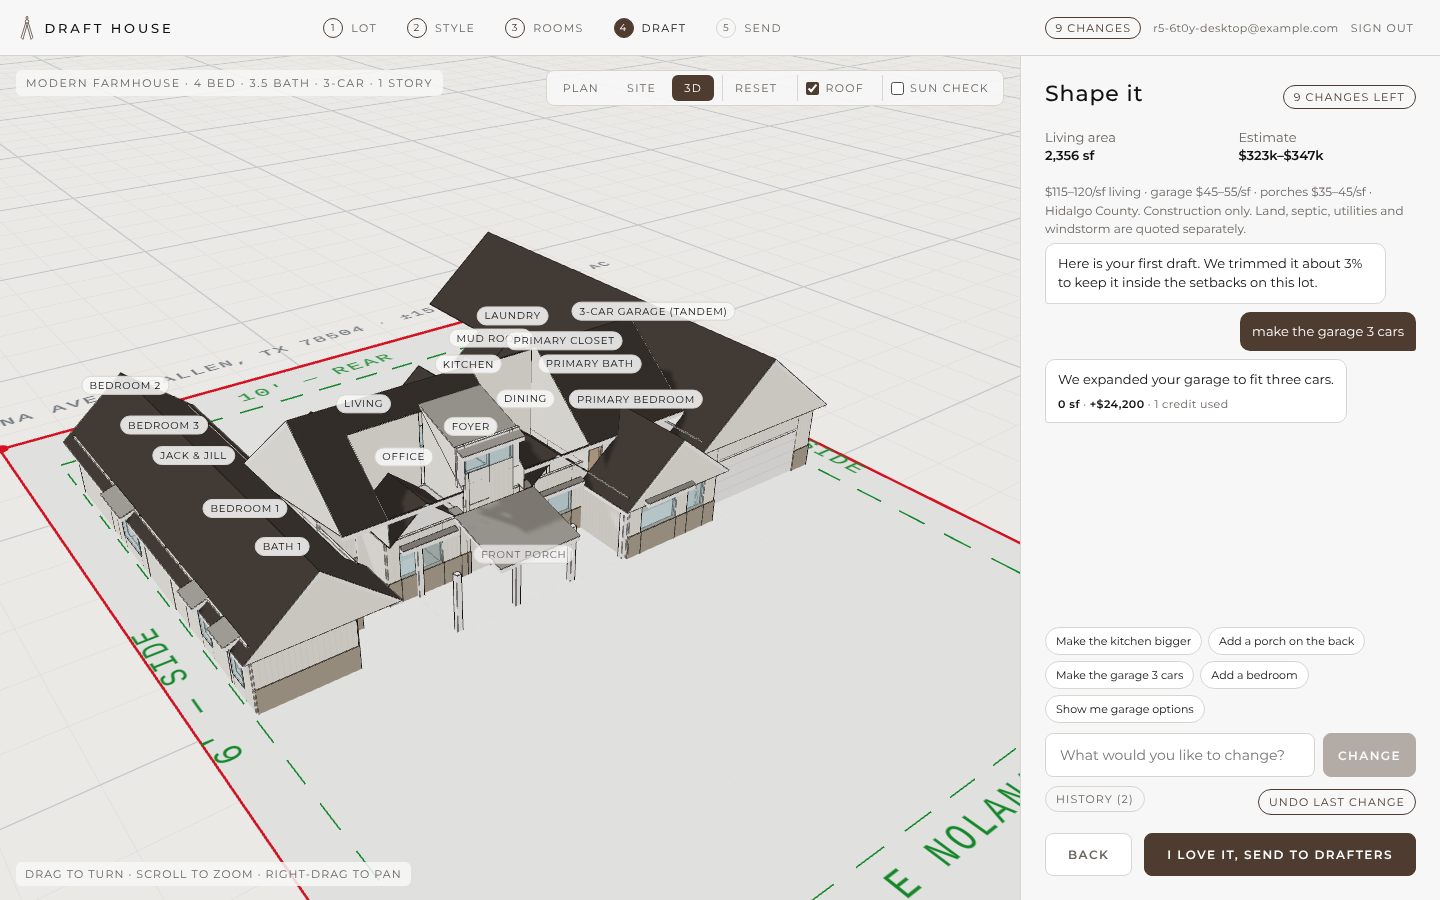 DRAFT HOUSE
1 LOT
2 STYLE
3 ROOMS
4 DRAFT
5 SEND
9 CHANGES
r5-6t0y-desktop@example.com
SIGN OUT
MODERN FARMHOUSE · 4 BED · 3.5 BATH · 3-CAR · 1 STORY
PLAN
SITE
3D
RESET
ROOF
SUN CHECK
AC
LAUNDRY
3-CAR GARAGE (TANDEM)
MUD
PRIMARY CLOSET
KITCHEN
PRIMARY BATH
ALLEN, TX 78504 ·
10' — REAR
BEDROOM 2
LIVING
DINING
PRIMARY BEDROOM
BEDROOM 3
FOYER
JACK & JILL
OFFICE
SIDE
BEDROOM 1
BATH 1
FRONT PORCH
6' — SIDE
E NOLAN
DRAG TO TURN · SCROLL TO ZOOM · RIGHT-DRAG TO PAN
Shape it
9 CHANGES LEFT
Living area
2,356 sf
Estimate
$323k–$347k
$115–120/sf living · garage $45–55/sf · porches $35–45/sf ·
Hidalgo County. Construction only. Land, septic, utilities and
windstorm are quoted separately.
Here is your first draft. We trimmed it about 3%
to keep it inside the setbacks on this lot.
make the garage 3 cars
We expanded your garage to fit three cars.
0 sf · +$24,200 · 1 credit used
Make the kitchen bigger
Add a porch on the back
Make the garage 3 cars
Add a bedroom
Show me garage options
What would you like to change?
CHANGE
HISTORY (2)
UNDO LAST CHANGE
BACK
I LOVE IT, SEND TO DRAFTERS